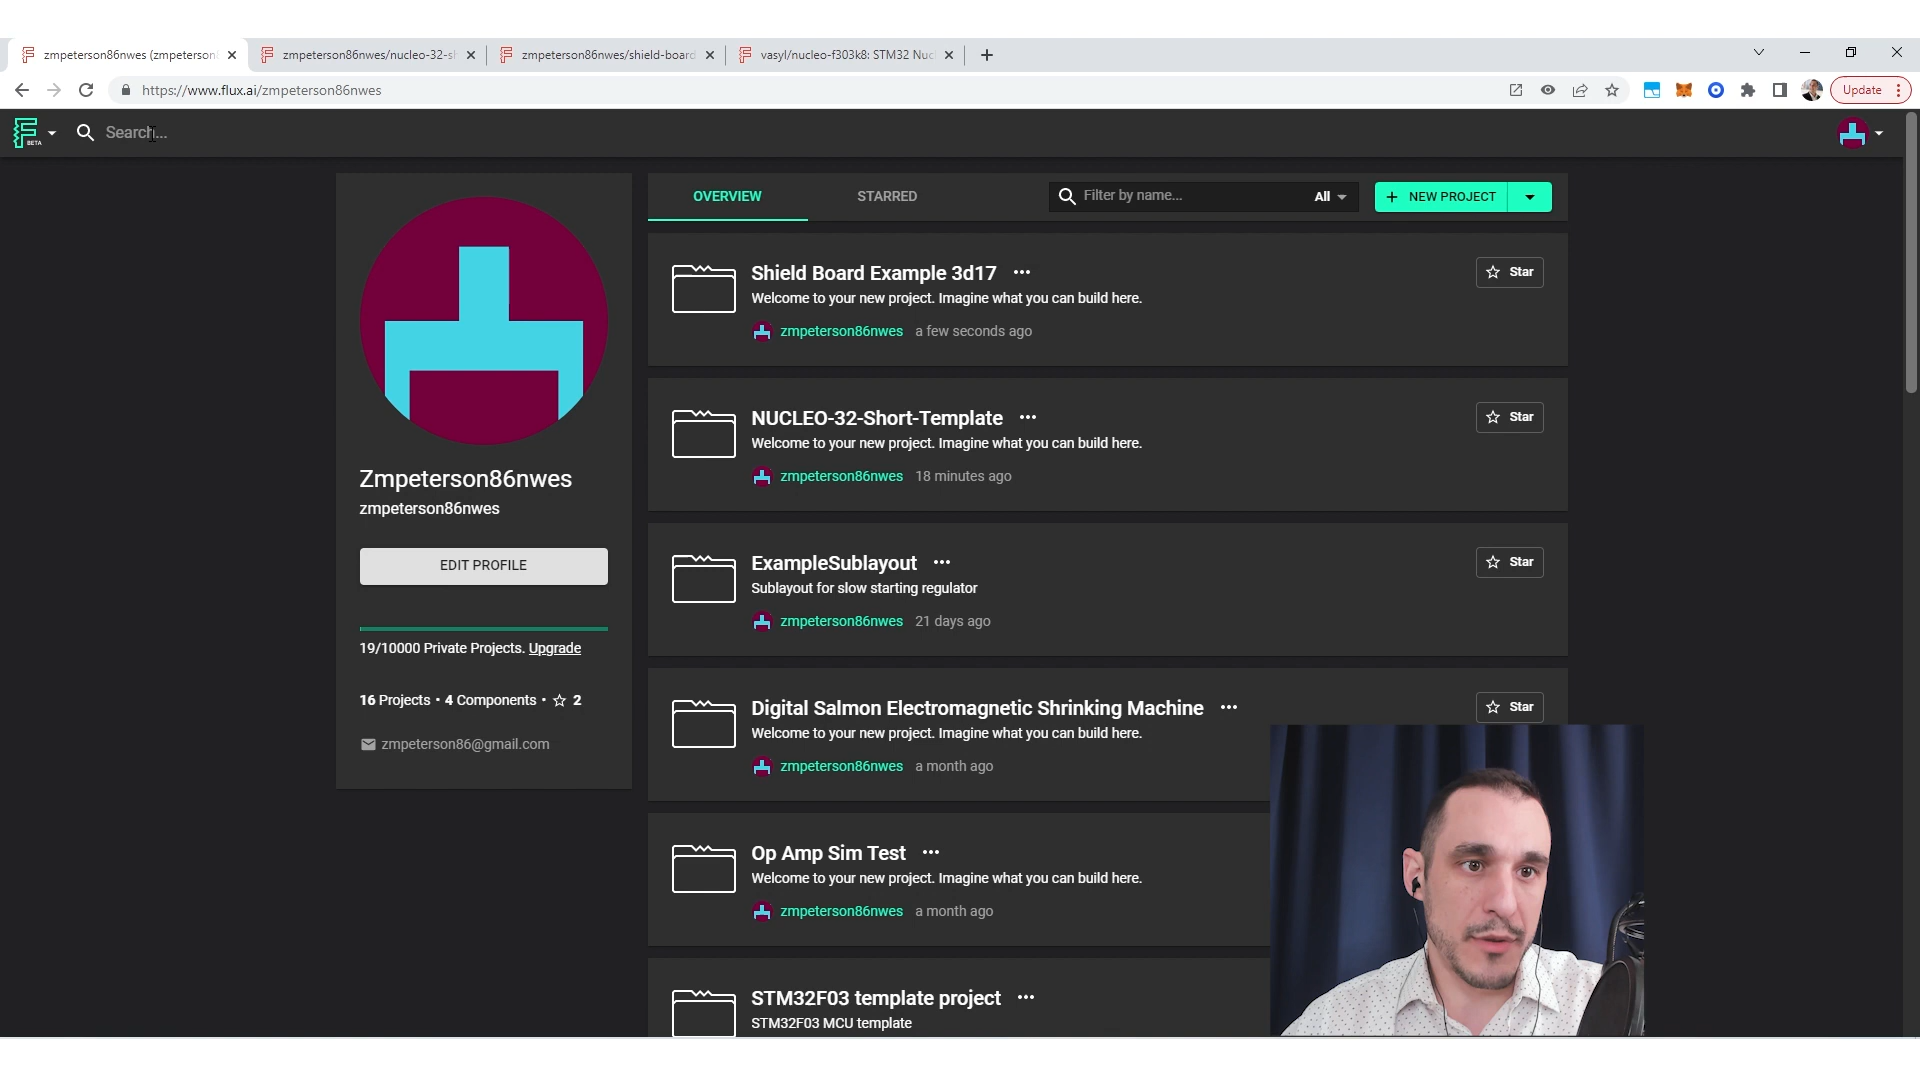 zmpeterson86nwes (zmpeterson
zmpeterson86nwes/nucleo-32-sh
zmpeterson86nwes/shield-board
vasyl/nucleo-f303k8: STM32 Nuc
https://www.flux.ai/zmpeterson86nwes
Update
BETA
Search...
OVERVIEW
STARRED
Filter by name...
All
NEW PROJECT
Shield Board Example 3d17
Star
Welcome to your new project. Imagine what you can build here.
zmpeterson86nwes a few seconds ago
NUCLEO-32-Short-Template
Star
Welcome to your new project. Imagine what you can build here.
zmpeterson86nwes 18 minutes ago
Zmpeterson86nwes
zmpeterson86nwes
EDIT PROFILE
19/10000 Private Projects. Upgrade
16 Projects • 4 Components • 2
zmpeterson86@gmail.com
ExampleSublayout
Star
Sublayout for slow starting regulator
zmpeterson86nwes 21 days ago
Digital Salmon Electromagnetic Shrinking Machine
Star
Welcome to your new project. Imagine what you can build here.
zmpeterson86nwes a month ago
Op Amp Sim Test
Welcome to your new project. Imagine what you can build here.
zmpeterson86nwes a month ago
STM32F03 template project
STM32F03 MCU template